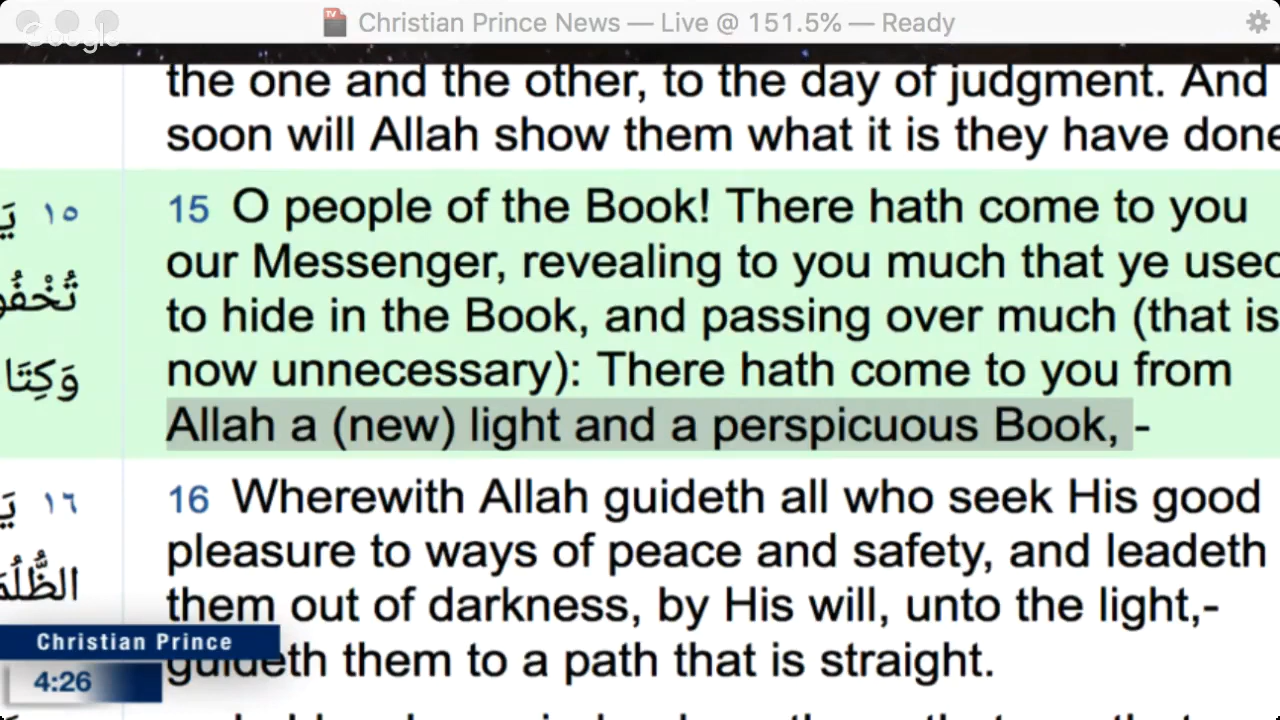 Christian Prince News — Live @ 151.5% — Ready
Google
the one and the other, to the day of judgment. And
soon will Allah show them what it is they have done
15 O people of the Book! There hath come to you
our Messenger, revealing to you much that ye used
to hide in the Book, and passing over much (that is
now unnecessary): There hath come to you from
Allah a (new) light and a perspicuous Book, -
١٥
تُخْفُو
وَكِتَا
16 Wherewith Allah guideth all who seek His good
pleasure to ways of peace and safety, and leadeth
them out of darkness, by His will, unto the light,-
guideth them to a path that is straight.
١٦
الظُّلُمَ
Christian Prince
4:26